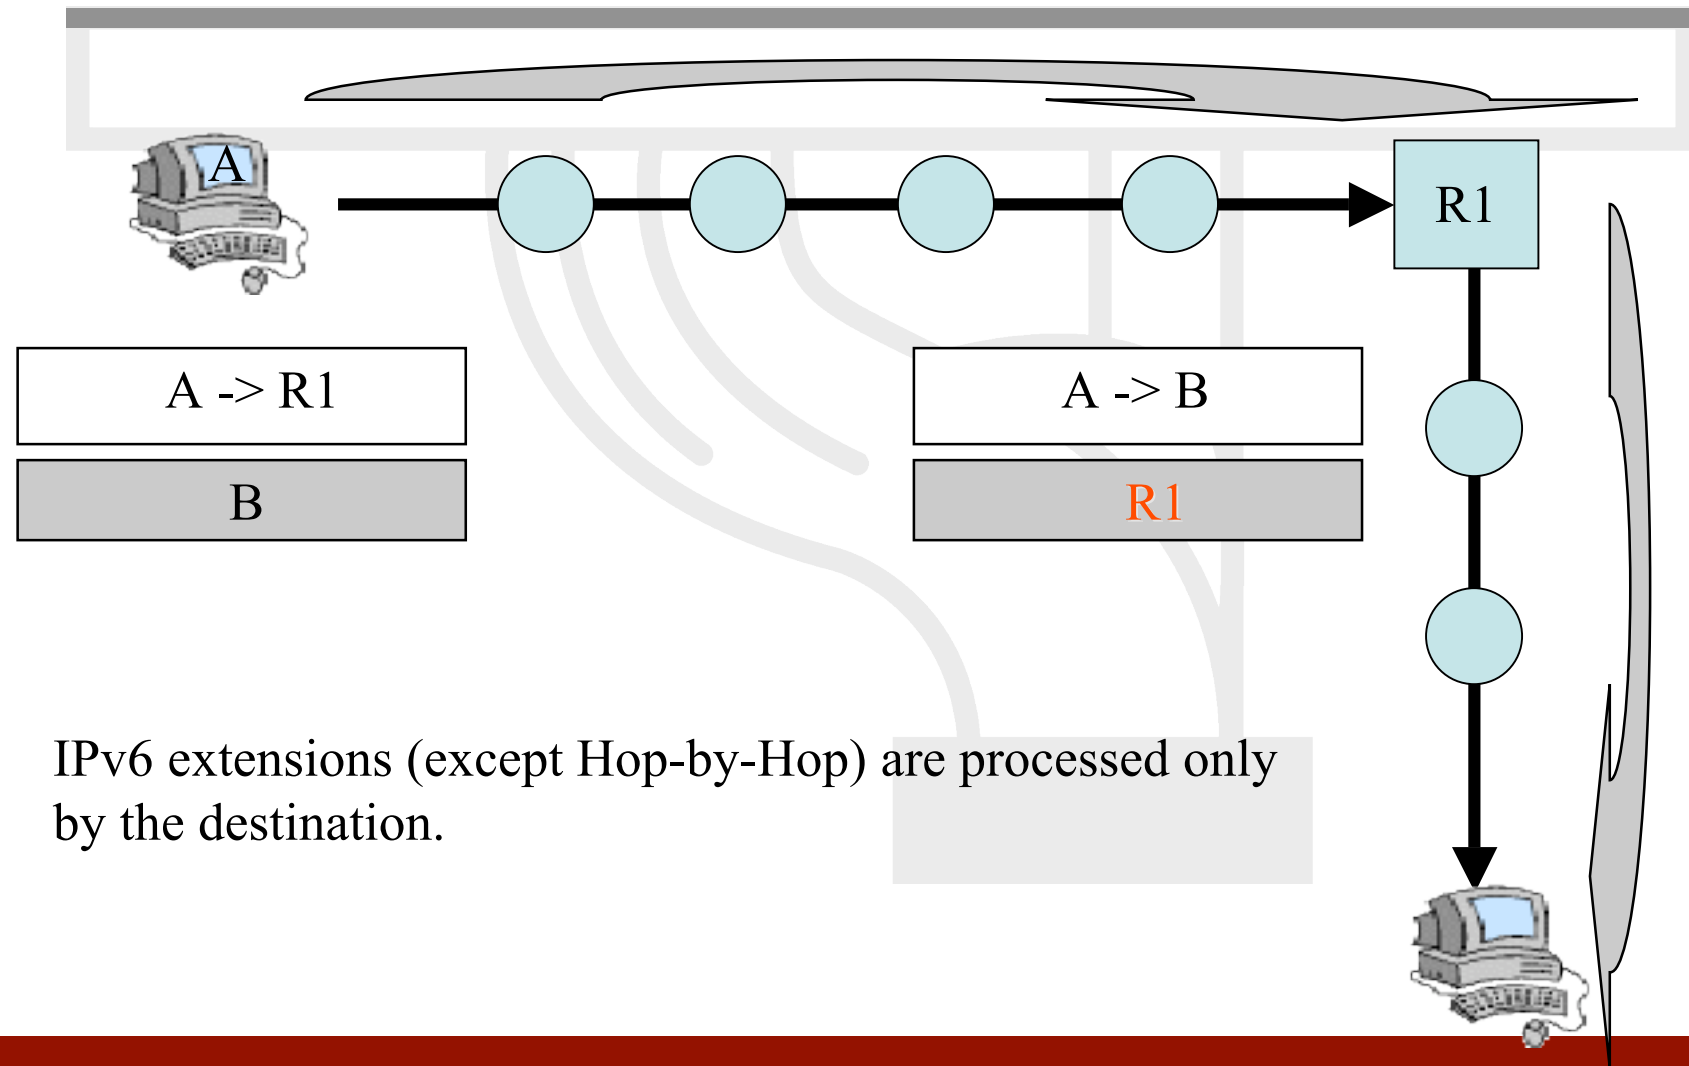 A
R1
A -> R1
A -> B
B
R1
IPv6 extensions (except Hop-by-Hop) are processed only
by the destination.